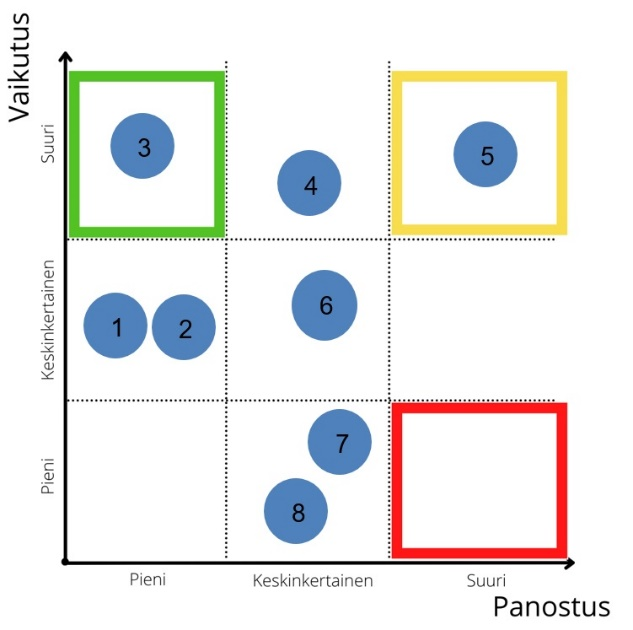 Vaikutus
Suuri
3
5
4
Keskinkertainen
6
1
2
Pieni
7
8
Pieni
Keskinkertainen
Suuri
Panostus